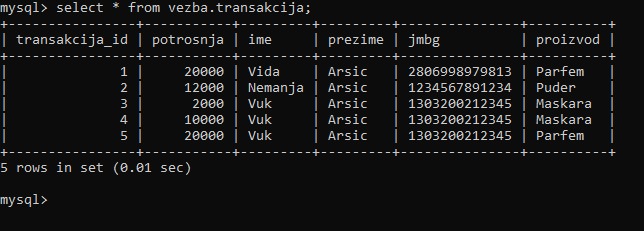 mysql> select * from vezba.transakcija;
+----------------+-----------+---------+---------+---------------+----------+
| transakcija_id | potrosnja | ime     | prezime | jmbg          | proizvod |
+----------------+-----------+---------+---------+---------------+----------+
|              1 |     20000 | Vida    | Arsic   | 2806998979813 | Parfem   |
|              2 |     12000 | Nemanja | Arsic   | 1234567891234 | Puder    |
|              3 |      2000 | Vuk     | Arsic   | 1303200212345 | Maskara  |
|              4 |     10000 | Vuk     | Arsic   | 1303200212345 | Maskara  |
|              5 |     20000 | Vuk     | Arsic   | 1303200212345 | Parfem   |
+----------------+-----------+---------+---------+---------------+----------+
5 rows in set (0.01 sec)
mysql>